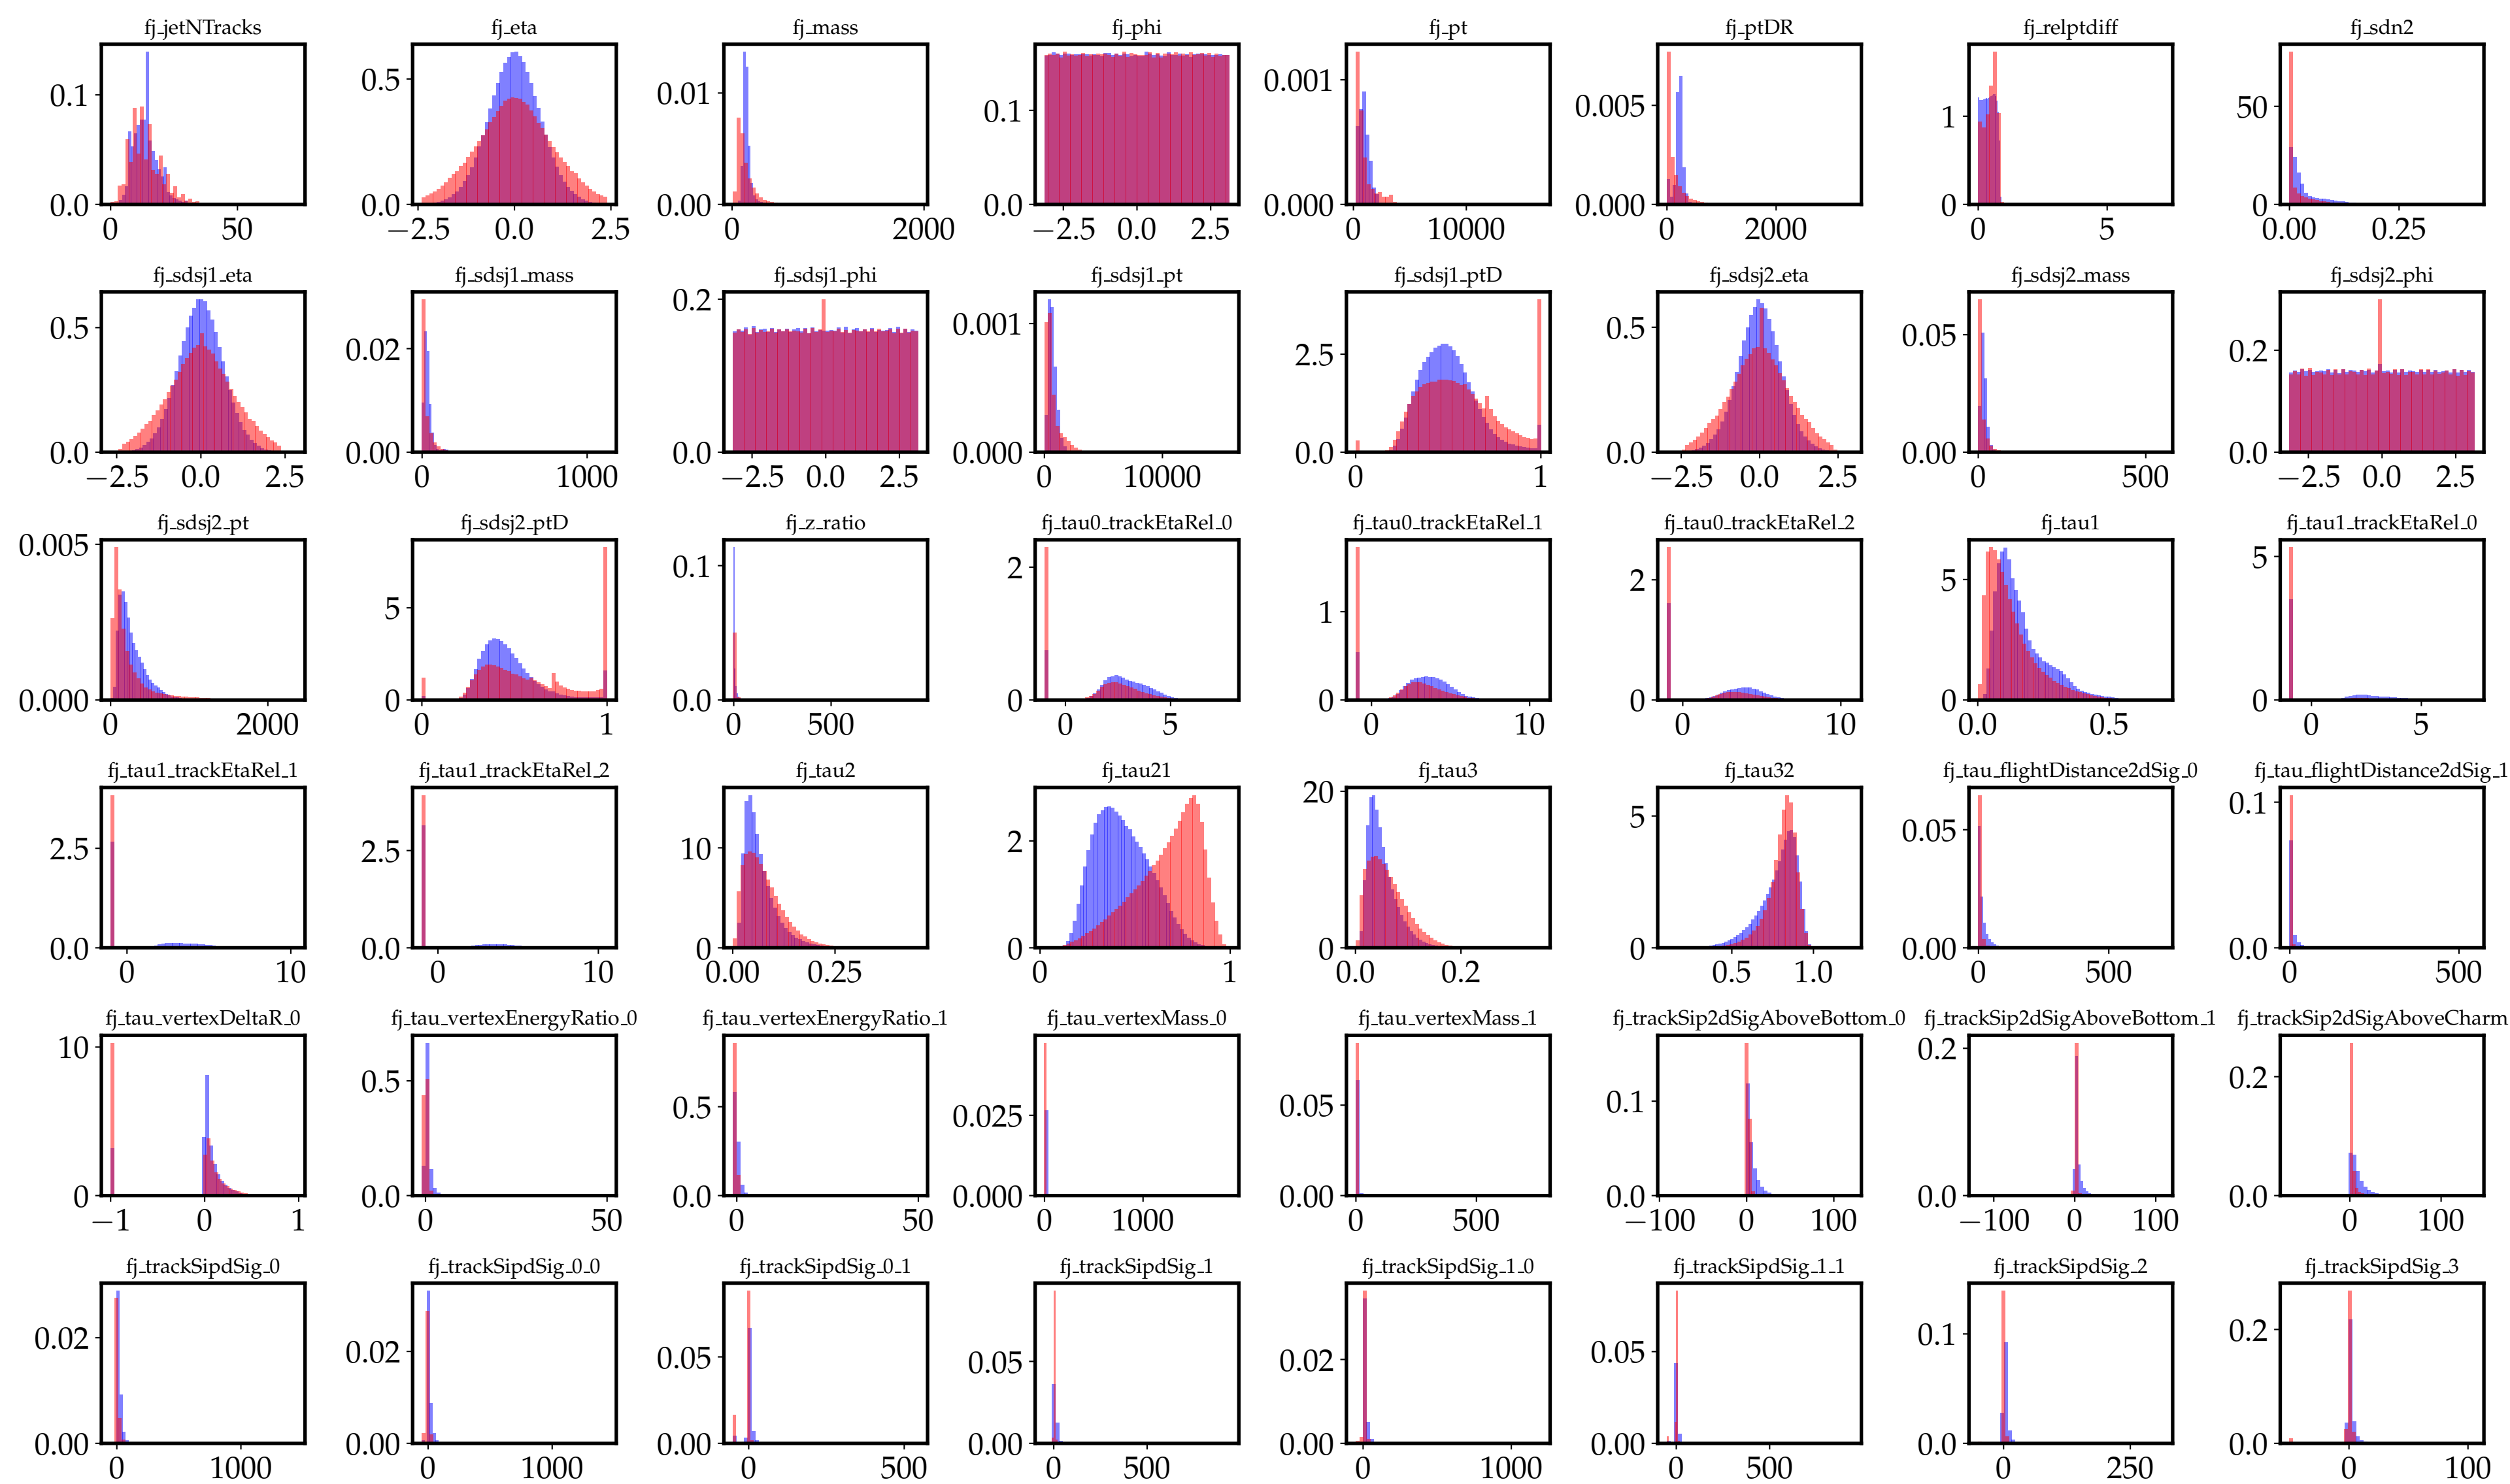 fj_jetNTracks fj_eta fj_mass fj_phi fj_pt fj_ptDR fj_relptdiff fj_sdn2
0.1 0.5 0.01 0.1 0.001 0.005 1 50
0.0 0.0 0.00 0.0 0.000 0.000 0 0
0 50 −2.5 0.0 2.5 0 2000 −2.5 0.0 2.5 0 10000 0 2000 0 5 0.00 0.25
fj_sdsj1_eta fj_sdsj1_mass fj_sdsj1_phi fj_sdsj1_pt fj_sdsj1_ptD fj_sdsj2_eta fj_sdsj2_mass fj_sdsj2_phi
0.5 0.02 0.2 0.001 2.5 0.5 0.05 0.2
0.0 0.00 0.0 0.000 0.0 0.0 0.00 0.0
−2.5 0.0 2.5 0 1000 −2.5 0.0 2.5 0 10000 0 1 −2.5 0.0 2.5 0 500 −2.5 0.0 2.5
fj_sdsj2_pt fj_sdsj2_ptD fj_z_ratio fj_tau0_trackEtaRel_0 fj_tau0_trackEtaRel_1 fj_tau0_trackEtaRel_2 fj_tau1 fj_tau1_trackEtaRel_0
0.005 5 0.1 2 1 2 5 5
0.000 0 0.0 0 0 0 0 0
0 2000 0 1 0 500 0 5 0 10 0 10 0.0 0.5 0 5
fj_tau1_trackEtaRel_1 fj_tau1_trackEtaRel_2 fj_tau2 fj_tau21 fj_tau3 fj_tau32 fj_tau_flightDistance2dSig_0 fj_tau_flightDistance2dSig_1
2.5 2.5 10 2 20 5 0.05 0.1
0.0 0.0 0 0 0 0 0.00 0.0
0 10 0 10 0.00 0.25 0 1 0.0 0.2 0.5 1.0 0 500 0 500
fj_tau_vertexDeltaR_0 fj_tau_vertexEnergyRatio_0 fj_tau_vertexEnergyRatio_1 fj_tau_vertexMass_0 fj_tau_vertexMass_1 fj_trackSip2dSigAboveBottom_0 fj_trackSip2dSigAboveBottom_1 fj_trackSip2dSigAboveCharm
10 0.5 0.5 0.025 0.05 0.1 0.2 0.2
0 0.0 0.0 0.000 0.00 0.0 0.0 0.0
−1 0 1 0 50 0 50 0 1000 0 500 −100 0 100 −100 0 100 0 100
fj_trackSipdSig_0 fj_trackSipdSig_0_0 fj_trackSipdSig_0_1 fj_trackSipdSig_1 fj_trackSipdSig_1_0 fj_trackSipdSig_1_1 fj_trackSipdSig_2 fj_trackSipdSig_3
0.02 0.02 0.05 0.05 0.02 0.05 0.1 0.2
0.00 0.00 0.00 0.00 0.00 0.00 0.0 0.0
0 1000 0 1000 0 500 0 500 0 1000 0 500 0 250 0 100